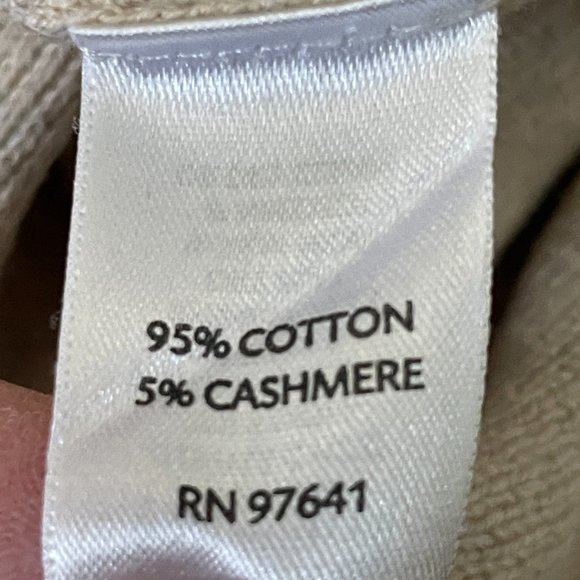 95% COTTON
5% CASHMERE
RN 97641